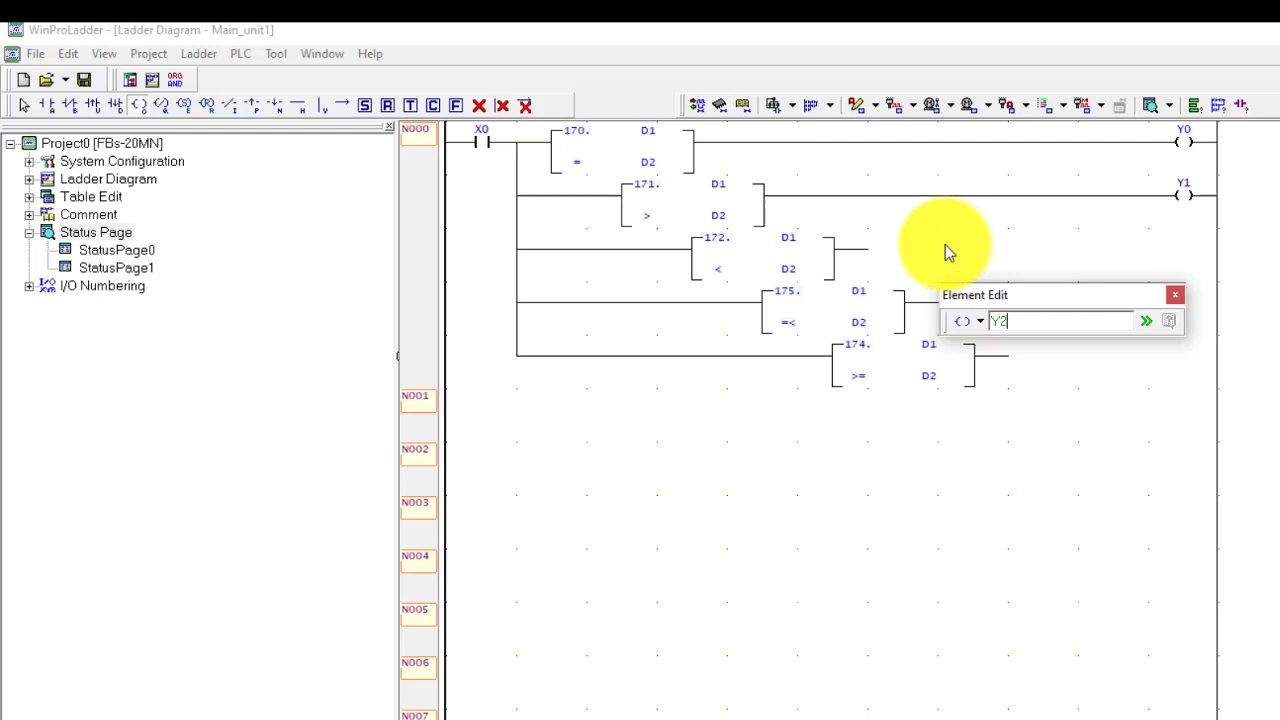 WinProLadder - [Ladder Diagram - Main_unit1]
File Edit View Project Ladder PLC Tool Window Help
ORG
AND
S R T C F
Project0 [FBs-20MN]
System Configuration
Ladder Diagram
Table Edit
Comment
Status Page
StatusPage0
StatusPage1
I/O Numbering
N000
X0
170. D1
= D2
Y0
171. D1
> D2
Y1
172. D1
< D2
175. D1
=< D2
174. D1
>= D2
Element Edit
Y2
N001
N002
N003
N004
N005
N006
N007